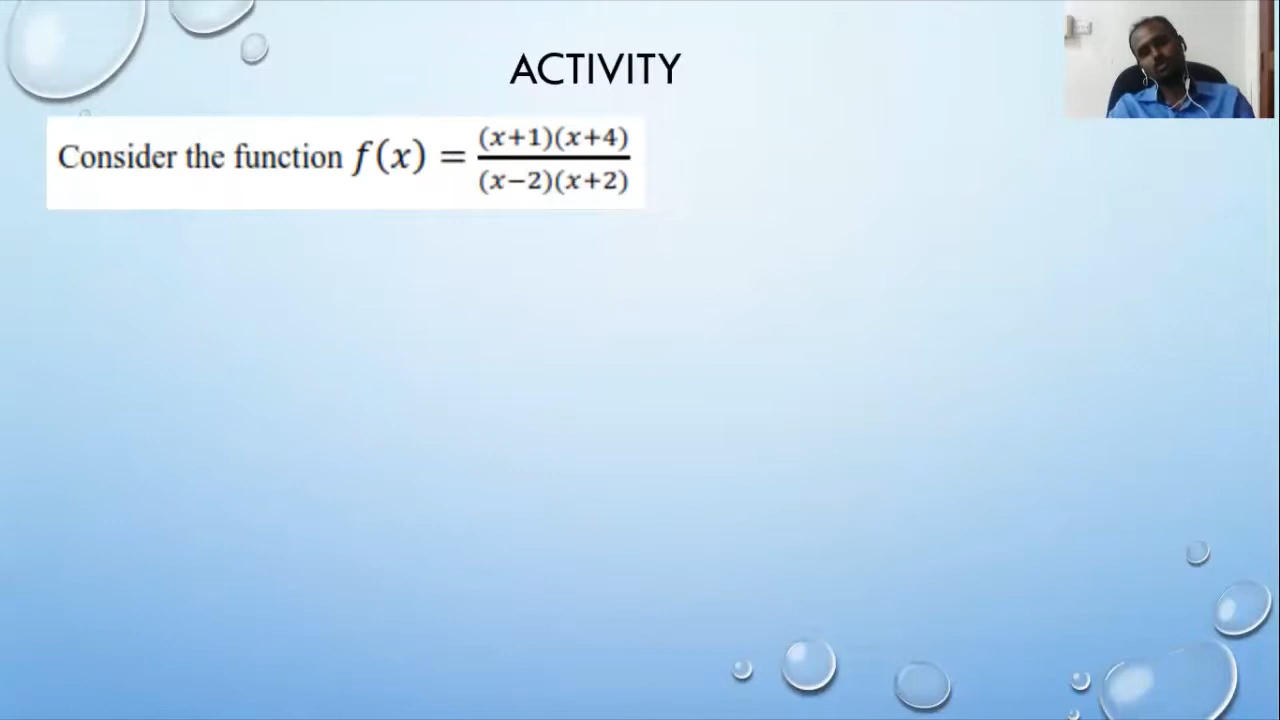 ACTIVITY
Consider the function f(x) = (x+1)(x+4)/(x−2)(x+2)